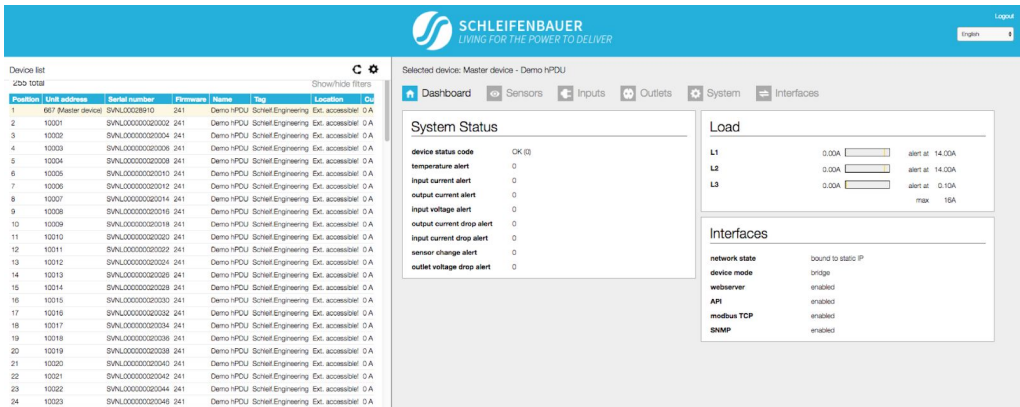 SCHLEIFENBAUER
LIVING FOR THE POWER TO DELIVER
Logout
English
Device list
255 total
Show/hide filters
Position Unit address Serial number Firmware Name Tag Location Cu
1 667 (Master device) SVNL00028910 241 Demo hPDU Schleif.Engineering Ext. accessible! 0 A
2 10001 SVNL000000020002 241 Demo hPDU Schleif.Engineering Ext. accessible! 0 A
3 10002 SVNL000000020004 241 Demo hPDU Schleif.Engineering Ext. accessible! 0 A
4 10003 SVNL000000020006 241 Demo hPDU Schleif.Engineering Ext. accessible! 0 A
5 10004 SVNL000000020008 241 Demo hPDU Schleif.Engineering Ext. accessible! 0 A
6 10005 SVNL000000020010 241 Demo hPDU Schleif.Engineering Ext. accessible! 0 A
7 10006 SVNL000000020012 241 Demo hPDU Schleif.Engineering Ext. accessible! 0 A
8 10007 SVNL000000020014 241 Demo hPDU Schleif.Engineering Ext. accessible! 0 A
9 10008 SVNL000000020016 241 Demo hPDU Schleif.Engineering Ext. accessible! 0 A
10 10009 SVNL000000020018 241 Demo hPDU Schleif.Engineering Ext. accessible! 0 A
11 10010 SVNL000000020020 241 Demo hPDU Schleif.Engineering Ext. accessible! 0 A
12 10011 SVNL000000020022 241 Demo hPDU Schleif.Engineering Ext. accessible! 0 A
13 10012 SVNL000000020024 241 Demo hPDU Schleif.Engineering Ext. accessible! 0 A
14 10013 SVNL000000020026 241 Demo hPDU Schleif.Engineering Ext. accessible! 0 A
15 10014 SVNL000000020028 241 Demo hPDU Schleif.Engineering Ext. accessible! 0 A
16 10015 SVNL000000020030 241 Demo hPDU Schleif.Engineering Ext. accessible! 0 A
17 10016 SVNL000000020032 241 Demo hPDU Schleif.Engineering Ext. accessible! 0 A
18 10017 SVNL000000020034 241 Demo hPDU Schleif.Engineering Ext. accessible! 0 A
19 10018 SVNL000000020036 241 Demo hPDU Schleif.Engineering Ext. accessible! 0 A
20 10019 SVNL000000020038 241 Demo hPDU Schleif.Engineering Ext. accessible! 0 A
21 10020 SVNL000000020040 241 Demo hPDU Schleif.Engineering Ext. accessible! 0 A
22 10021 SVNL000000020042 241 Demo hPDU Schleif.Engineering Ext. accessible! 0 A
23 10022 SVNL000000020044 241 Demo hPDU Schleif.Engineering Ext. accessible! 0 A
24 10023 SVNL000000020046 241 Demo hPDU Schleif.Engineering Ext. accessible! 0 A
Selected device: Master device - Demo hPDU
Dashboard Sensors Inputs Outlets System Interfaces
System Status
device status code OK (0)
temperature alert 0
input current alert 0
output current alert 0
input voltage alert 0
output current drop alert 0
input current drop alert 0
sensor change alert 0
outlet voltage drop alert 0
Load
L1 0.00A alert at 14.00A
L2 0.00A alert at 14.00A
L3 0.00A alert at 0.10A
max 16A
Interfaces
network state bound to static IP
device mode bridge
webserver enabled
API enabled
modbus TCP enabled
SNMP enabled